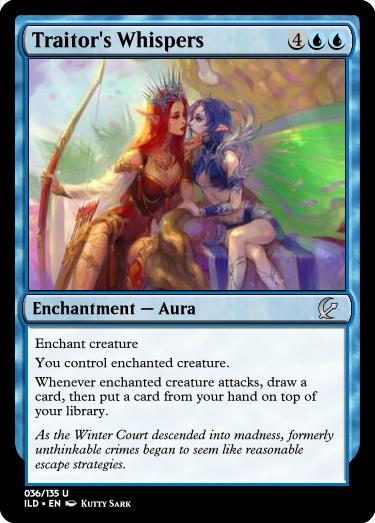 Traitor's Whispers 4
Enchantment — Aura
Enchant creature
You control enchanted creature.
Whenever enchanted creature attacks, draw a
card, then put a card from your hand on top of
your library.
As the Winter Court descended into madness, formerly
unthinkable crimes began to seem like reasonable
escape strategies.
036/135 U
ILD • EN Kutty Sark